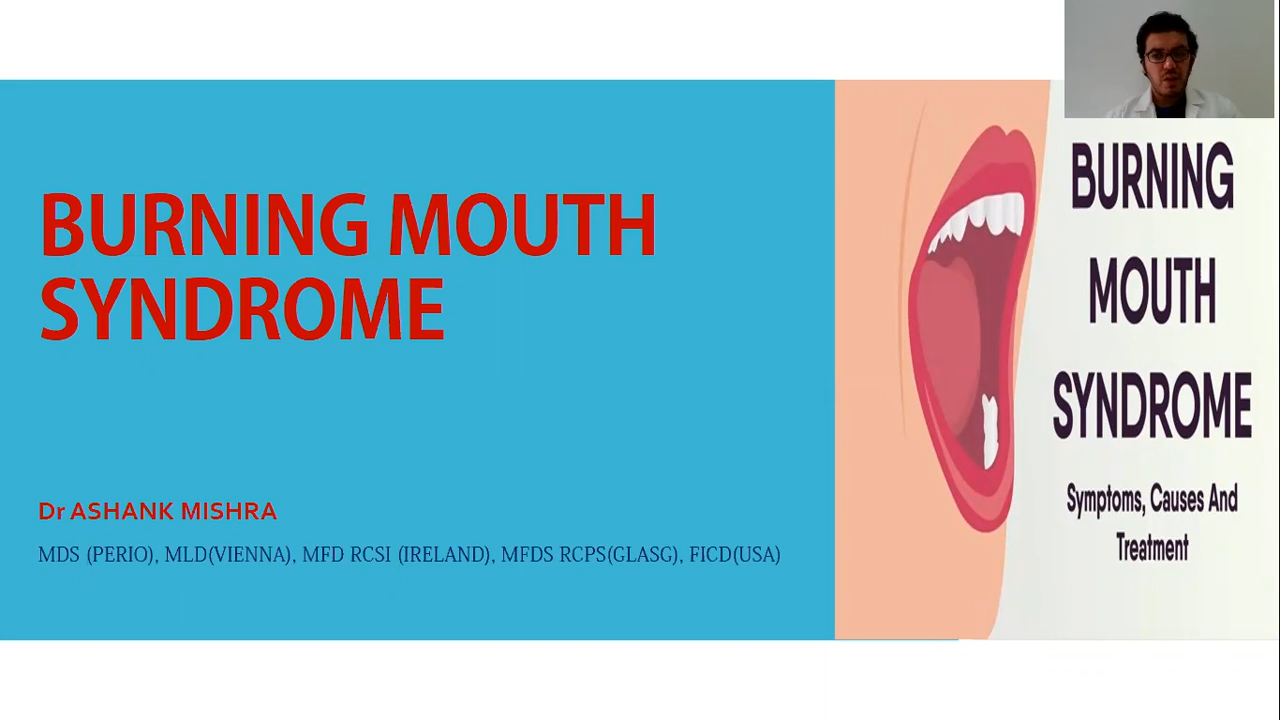 BURNING MOUTH
SYNDROME
Dr ASHANK MISHRA
MDS (PERIO), MLD(VIENNA), MFD RCSI (IRELAND), MFDS RCPS(GLASG), FICD(USA)
BURNING
MOUTH
SYNDROME
Symptoms, Causes And
Treatment